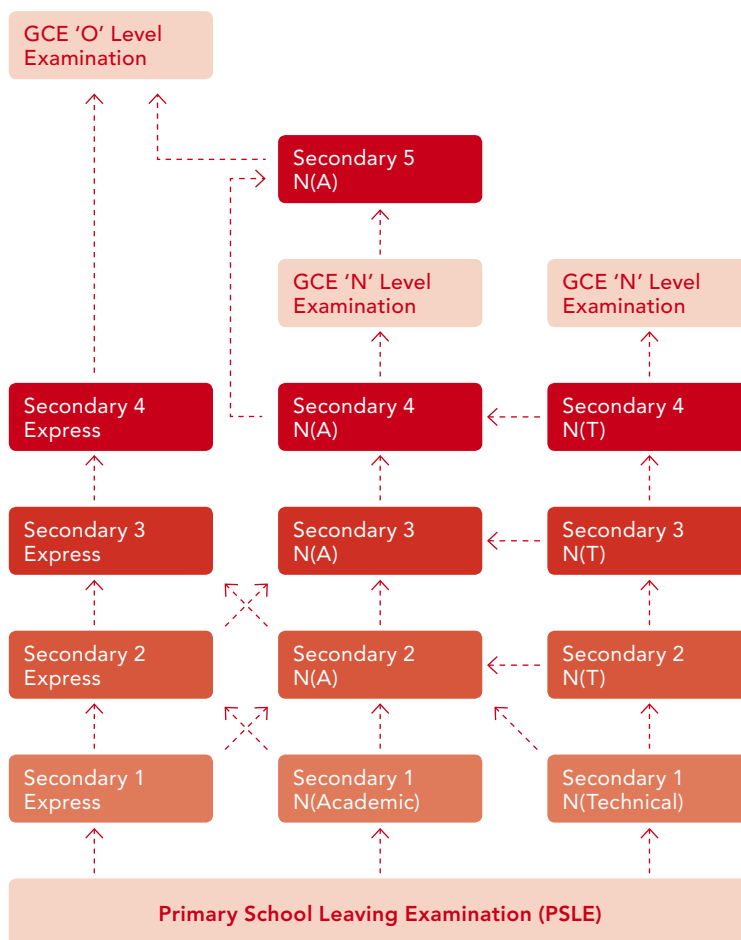 GCE ‘O’ Level
Examination
Secondary 5
N(A)
GCE ‘N’ Level
Examination
GCE ‘N’ Level
Examination
Secondary 4
Express
Secondary 4
N(A)
Secondary 4
N(T)
Secondary 3
Express
Secondary 3
N(A)
Secondary 3
N(T)
Secondary 2
Express
Secondary 2
N(A)
Secondary 2
N(T)
Secondary 1
Express
Secondary 1
N(Academic)
Secondary 1
N(Technical)
Primary School Leaving Examination (PSLE)